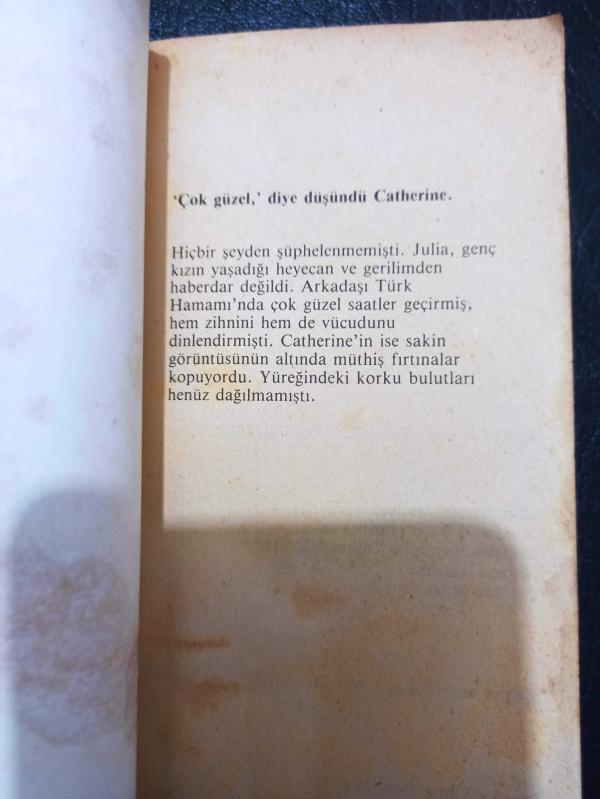 'Çok güzel,' diye düşündü Catherine.
Hiçbir şeyden şüphelenmemişti. Julia, genç
kızın yaşadığı heyecan ve gerilimden
haberdar değildi. Arkadaşı Türk
Hamamı'nda çok güzel saatler geçirmiş,
hem zihnini hem de vücudunu
dinlendirmişti. Catherine'in ise sakin
görüntüsünün altında müthiş fırtınalar
kopuyordu. Yüreğindeki korku bulutları
henüz dağılmamıştı.